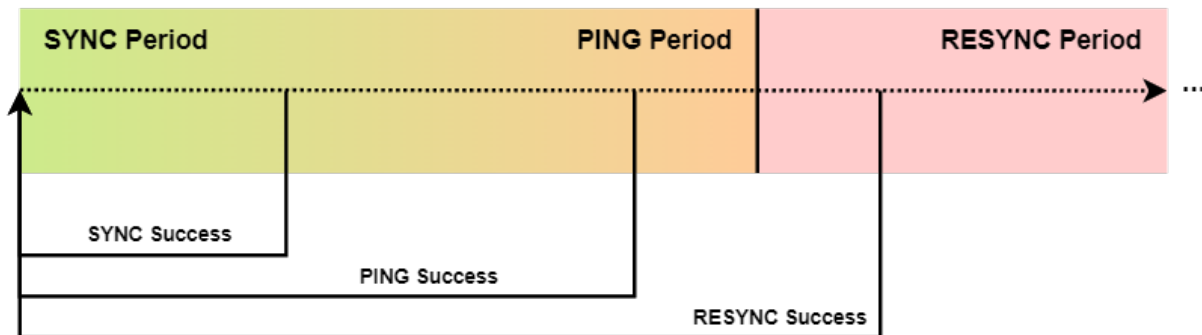 SYNC Period
PING Period
RESYNC Period
...
SYNC Success
PING Success
RESYNC Success